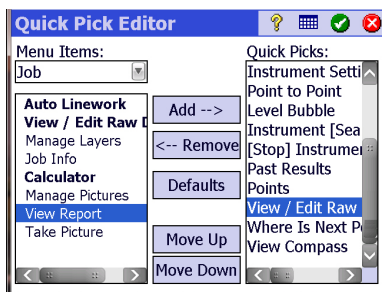 Quick Pick Editor
Menu Items:
Job
Auto Linework
View / Edit Raw D
Manage Layers
Job Info
Calculator
Manage Pictures
View Report
Take Picture
Add -->
<-- Remove
Defaults
Move Up
Move Down
Quick Picks:
Instrument Setti
Point to Point
Level Bubble
Instrument [Sea
[Stop] Instrumen
Past Results
Points
View / Edit Raw
Where Is Next Po
View Compass